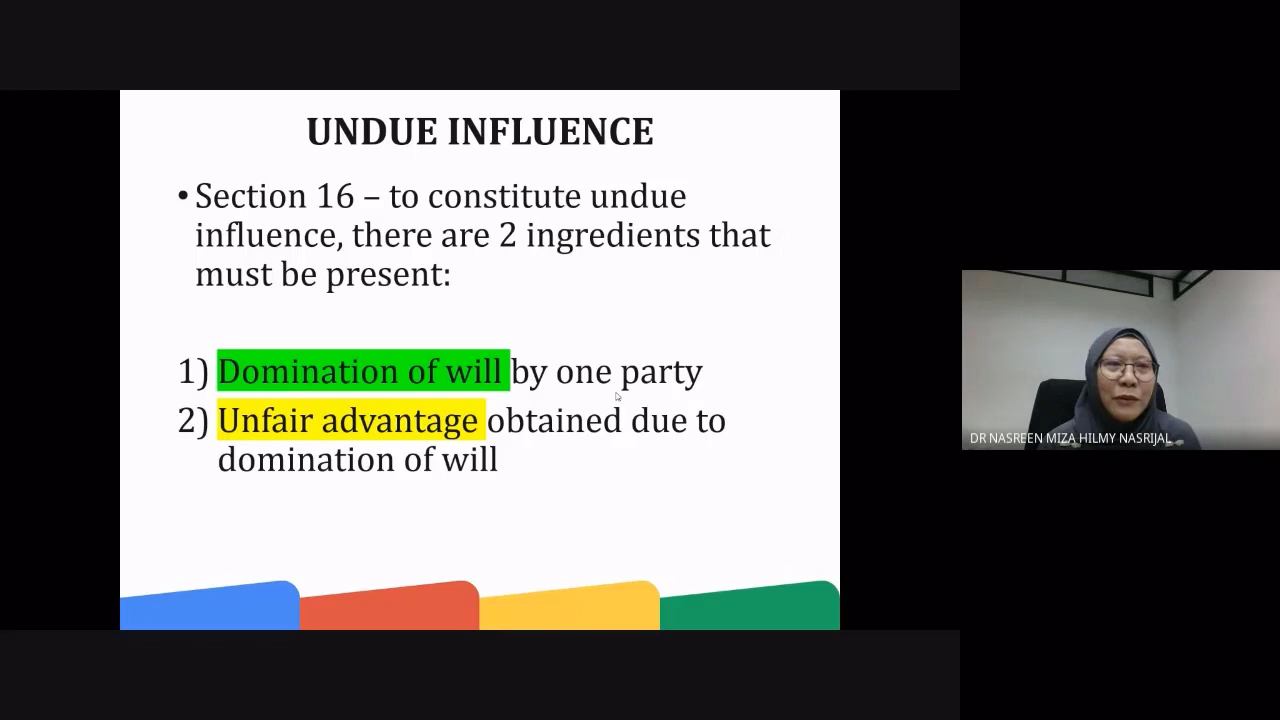 UNDUE INFLUENCE
• Section 16 – to constitute undue
influence, there are 2 ingredients that
must be present:
1) Domination of will by one party
2) Unfair advantage obtained due to
domination of will
DR NASREEN MIZA HILMY NASRIJAL